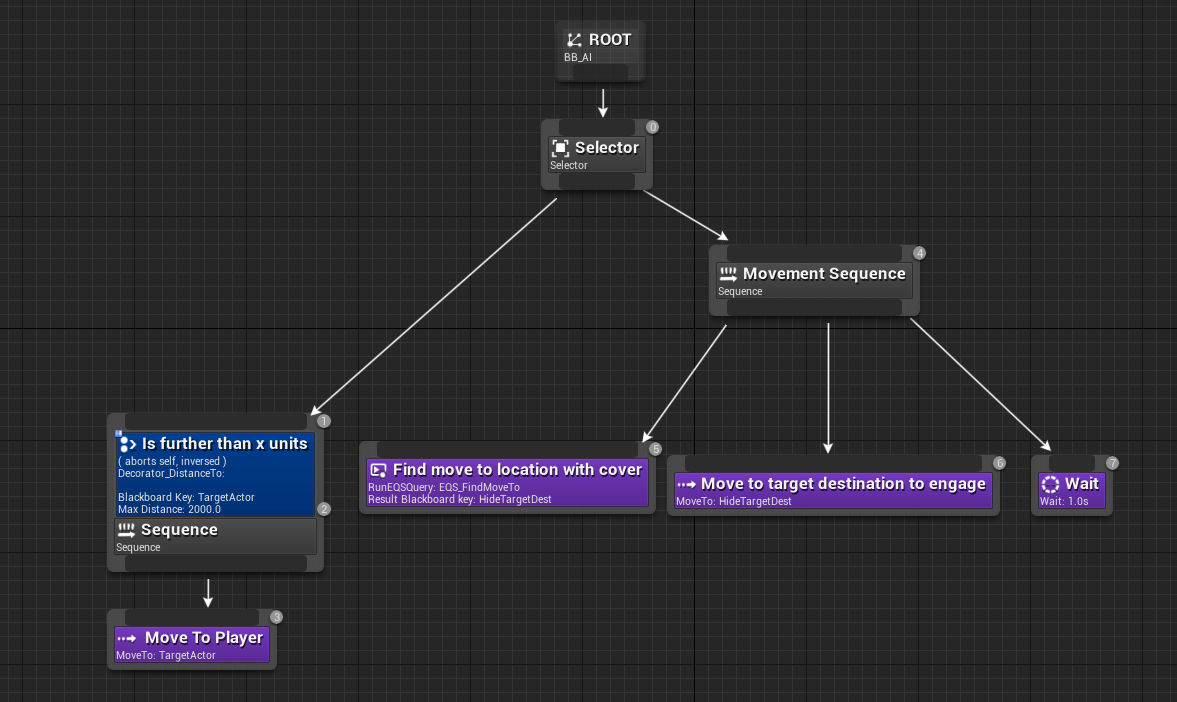 ROOT
BB_AI
0
Selector
Selector
4
Movement Sequence
Sequence
1
Is further than x units
( aborts self, inversed )
Decorator_DistanceTo:
Blackboard Key: TargetActor
Max Distance: 2000.0
2
Sequence
Sequence
5
Find move to location with cover
RunEQSQuery: EQS_FindMoveTo
Result Blackboard key: HideTargetDest
6
Move to target destination to engage
MoveTo: HideTargetDest
7
Wait
Wait: 1.0s
3
Move To Player
MoveTo: TargetActor